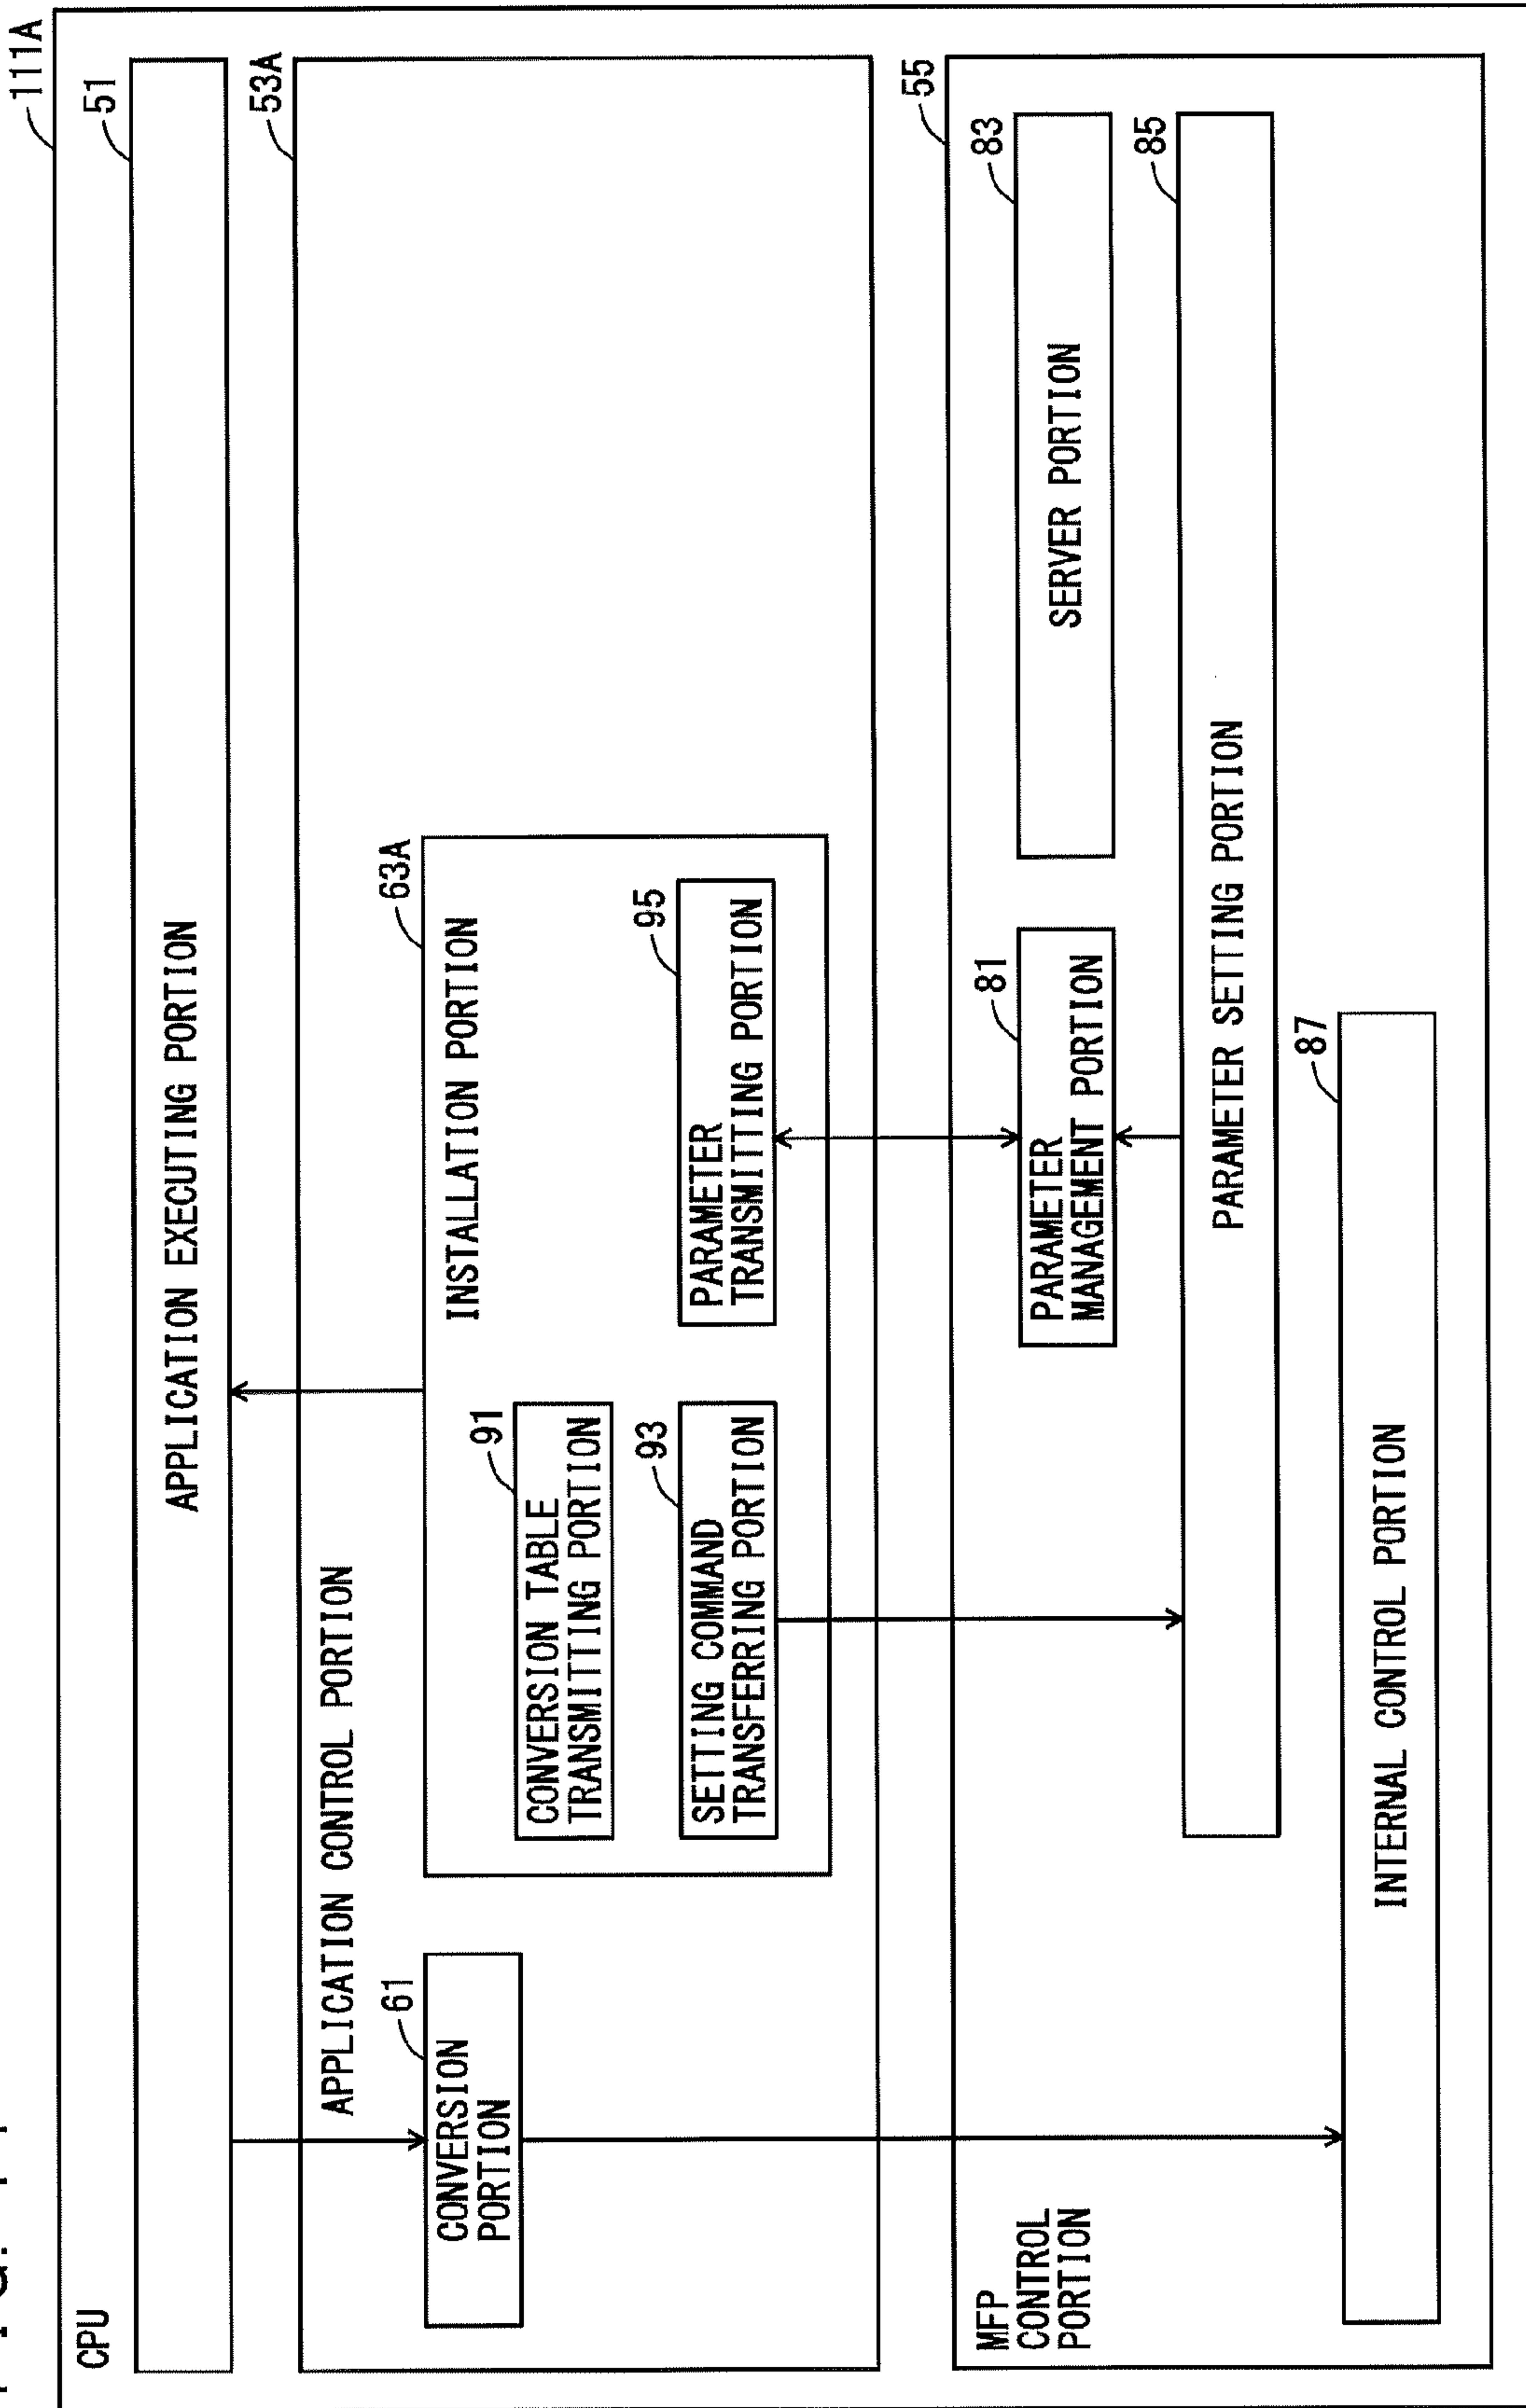 CPU
111A
APPLICATION EXECUTING PORTION
51
APPLICATION CONTROL PORTION
53A
CONVERSION
PORTION
61
INSTALLATION PORTION
63A
CONVERSION TABLE
TRANSMITTING PORTION
91
SETTING COMMAND
TRANSFERRING PORTION
93
PARAMETER
TRANSMITTING PORTION
95
MFP
CONTROL
PORTION
55
PARAMETER
MANAGEMENT PORTION
81
SERVER PORTION
83
PARAMETER SETTING PORTION
85
INTERNAL CONTROL PORTION
87